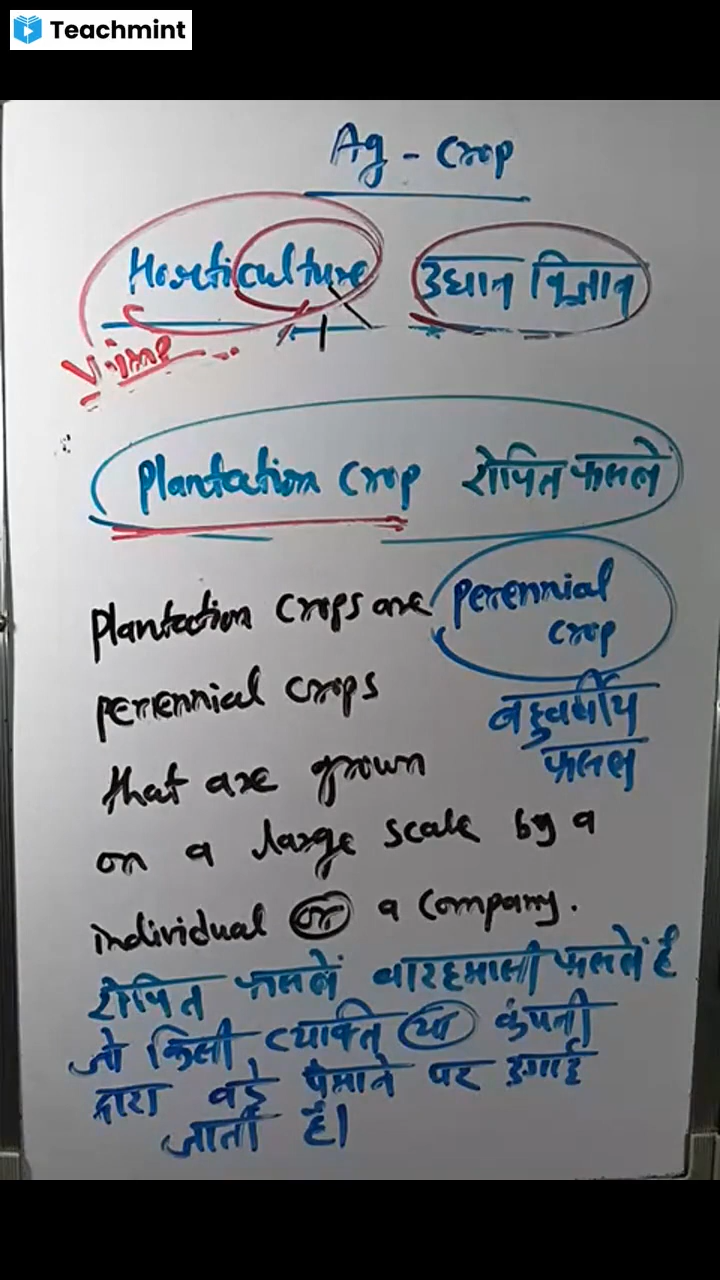 Teachmint
Ag - Crop
Horticulture उधान विज्ञान
Plantation Crop रोपित फसलें
Plantation Crops are perennial
crop
perennial crops
बहुवर्षीय
फसल
that are grown
on a large scale by a
individual or a company.
रोपित फसलें बारहमासी फसलें हैं
जो किसी व्यक्ति या कंपनी
द्वारा बड़े पैमाने पर उगाई
जाती हैं।